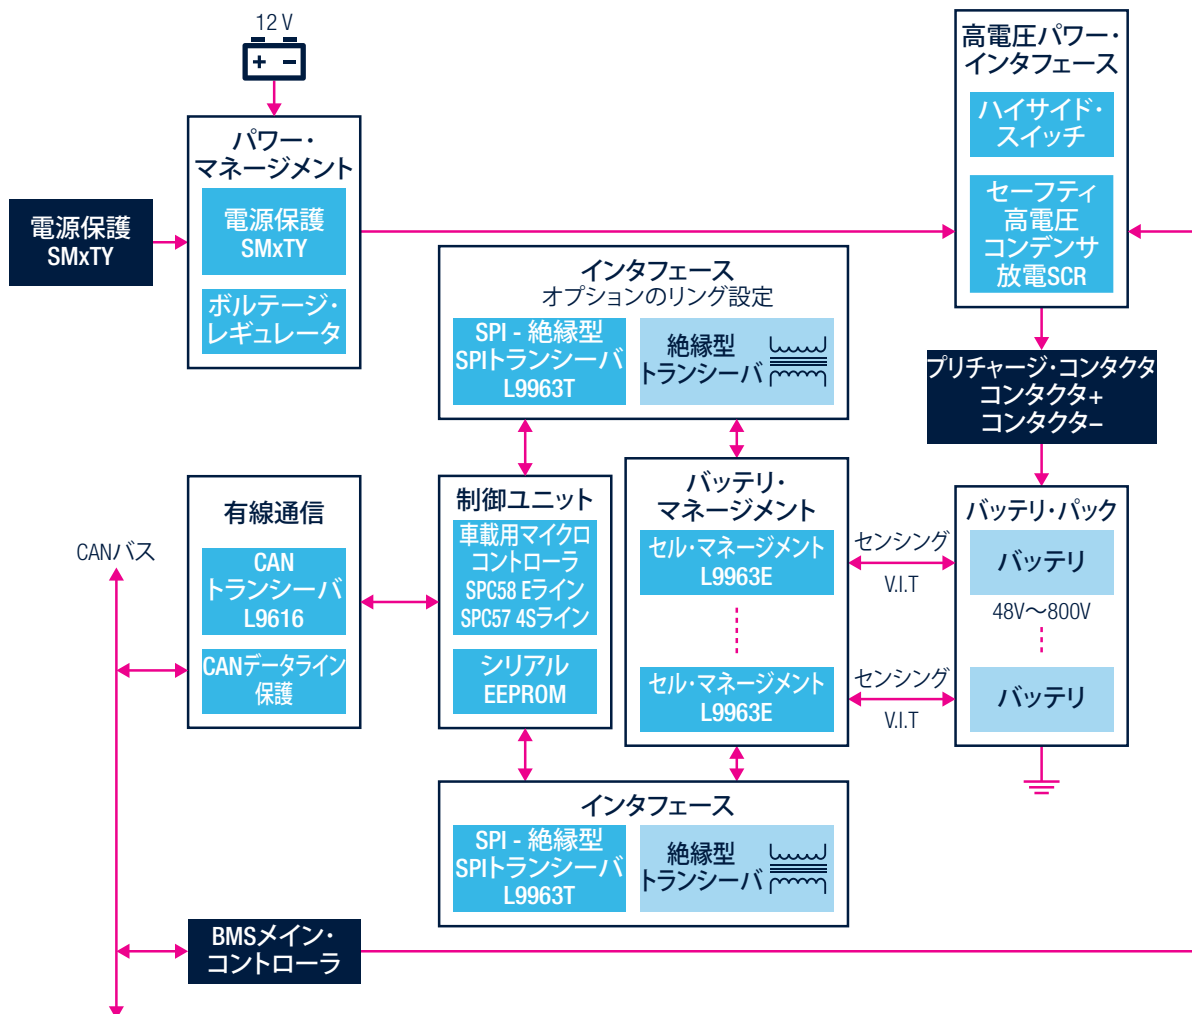 12 V
+ −
パワー・
マネージメント
電源保護
SMxTY
ボルテージ・
レギュレータ
電源保護
SMxTY
高電圧パワー・
インタフェース
ハイサイド・
スイッチ
セーフティ
高電圧
コンデンサ
放電SCR
インタフェース
オプションのリング設定
SPI - 絶縁型
SPIトランシーバ
L9963T
絶縁型
トランシーバ
プリチャージ・コンタクタ
コンタクタ+
コンタクタ−
有線通信
CAN
トランシーバ
L9616
CANデータライン
保護
CANバス
制御ユニット
車載用マイクロ
コントローラ
SPC58 Eライン
SPC57 4Sライン
シリアル
EEPROM
バッテリ・
マネージメント
セル・マネージメント
L9963E
セル・マネージメント
L9963E
センシング
V.I.T
センシング
V.I.T
バッテリ・パック
バッテリ
48V～800V
バッテリ
インタフェース
SPI - 絶縁型
SPIトランシーバ
L9963T
絶縁型
トランシーバ
BMSメイン・
コントローラ